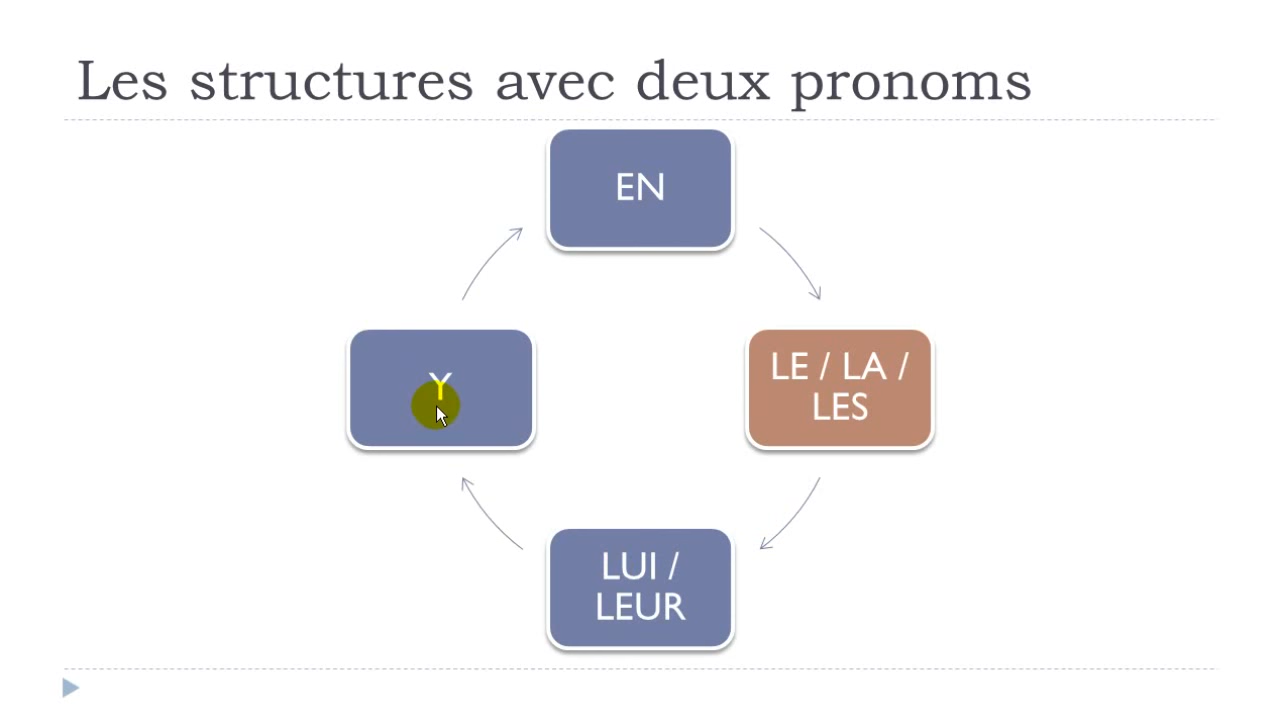 Les structures avec deux pronoms
EN
Y
LE / LA /
LES
LUI /
LEUR